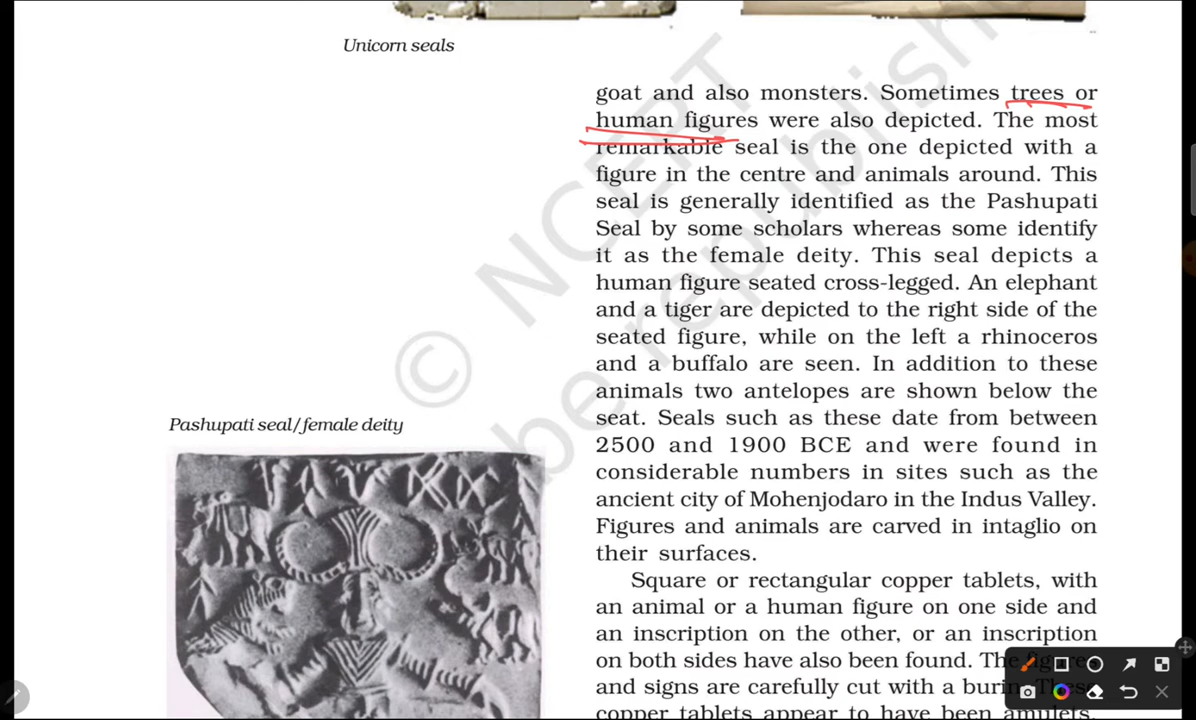 Unicorn seals
goat and also monsters. Sometimes trees or
human figures were also depicted. The most
remarkable seal is the one depicted with a
figure in the centre and animals around. This
seal is generally identified as the Pashupati
Seal by some scholars whereas some identify
it as the female deity. This seal depicts a
human figure seated cross-legged. An elephant
and a tiger are depicted to the right side of the
seated figure, while on the left a rhinoceros
and a buffalo are seen. In addition to these
animals two antelopes are shown below the
seat. Seals such as these date from between
2500 and 1900 BCE and were found in
considerable numbers in sites such as the
ancient city of Mohenjodaro in the Indus Valley.
Figures and animals are carved in intaglio on
their surfaces.
Square or rectangular copper tablets, with
an animal or a human figure on one side and
an inscription on the other, or an inscription
on both sides have also been found. The figures
and signs are carefully cut with a burin. These
copper tablets appear to have been amulets.
Pashupati seal/female deity
© NCERT
be republished